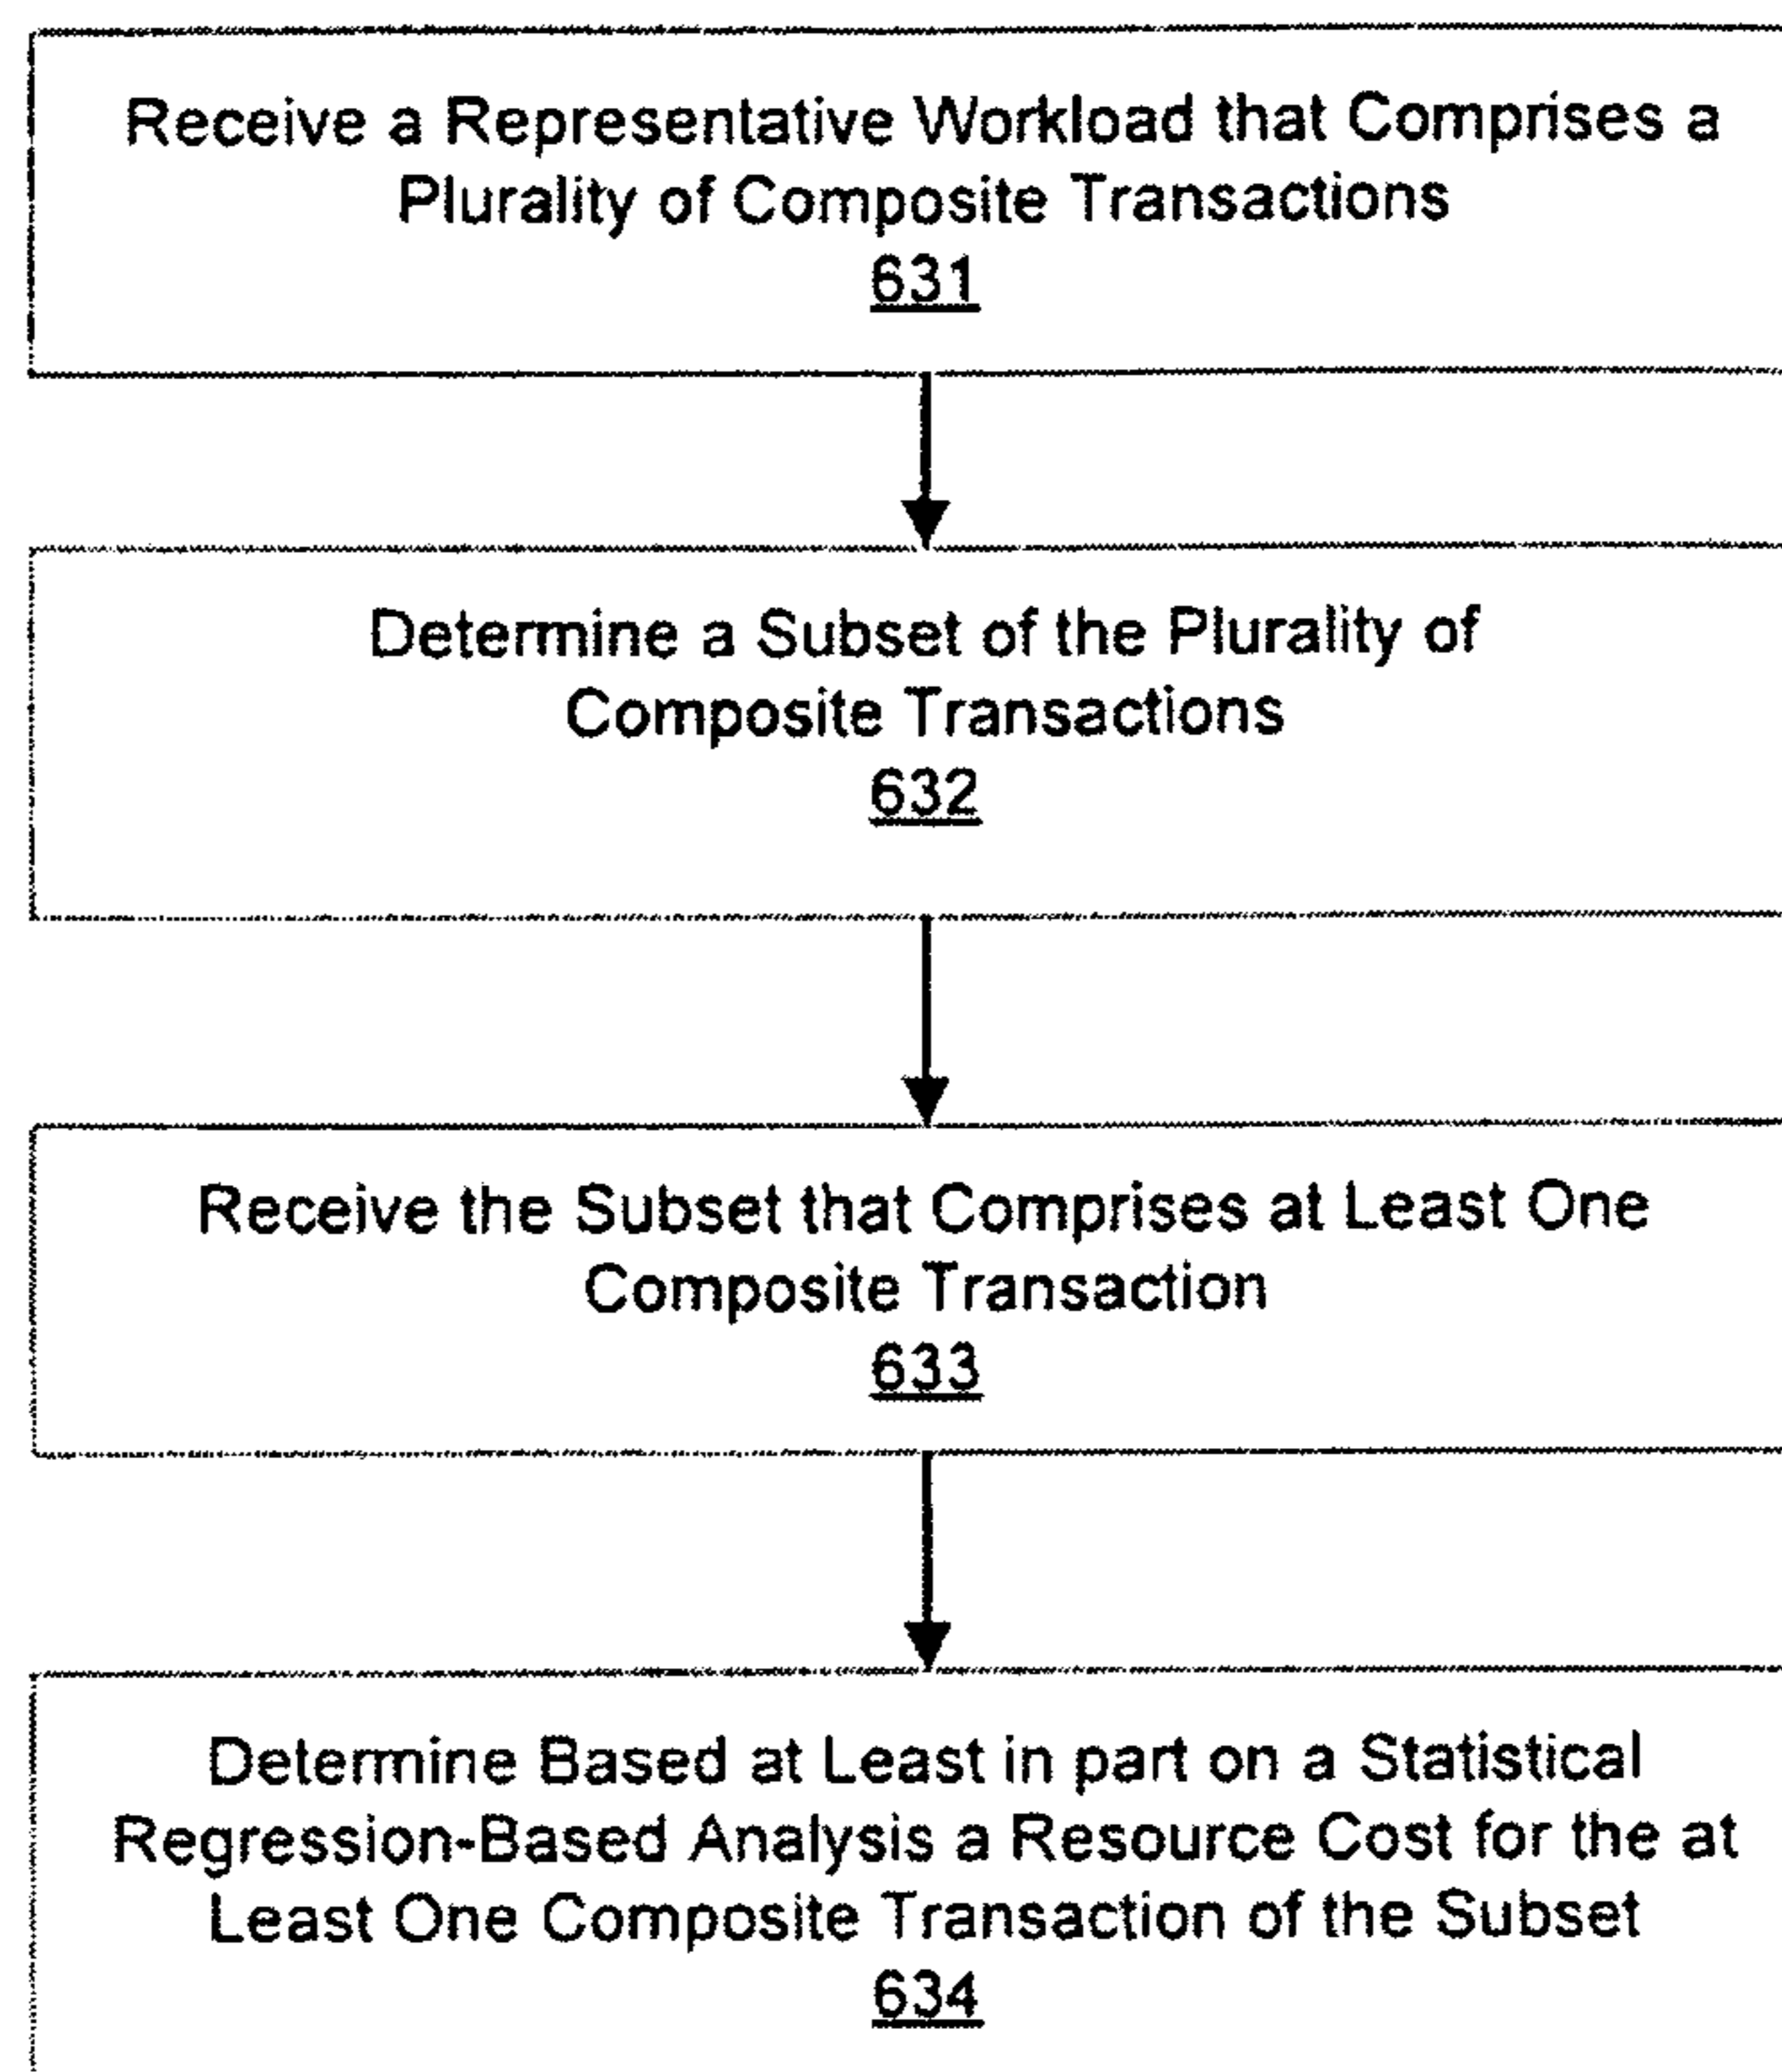 Receive a Representative Workload that Comprises a
Plurality of Composite Transactions
631
Determine a Subset of the Plurality of
Composite Transactions
632
Receive the Subset that Comprises at Least One
Composite Transaction
633
Determine Based at Least in part on a Statistical
Regression-Based Analysis a Resource Cost for the at
Least One Composite Transaction of the Subset
634